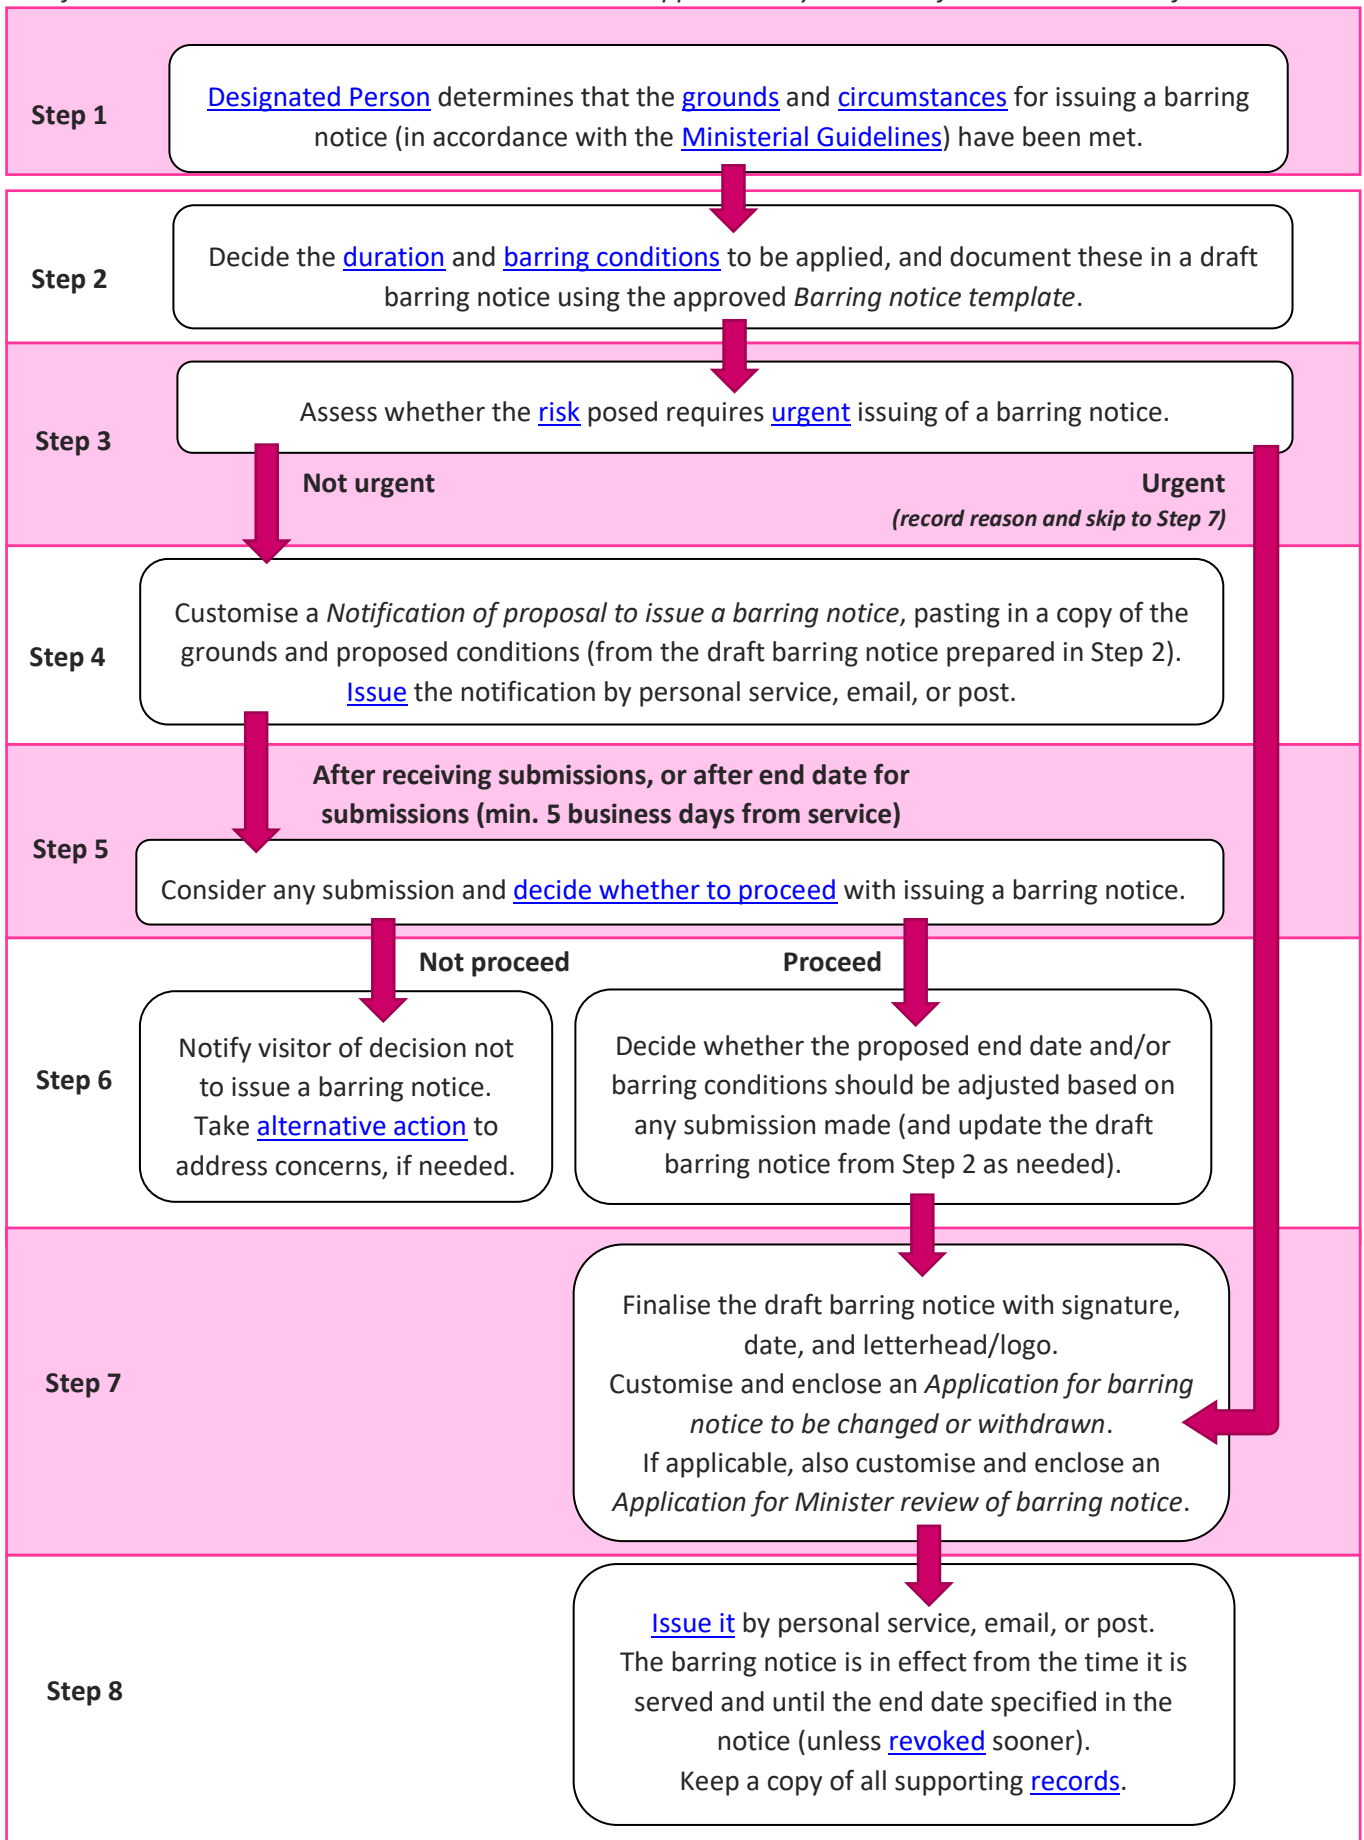 Step 1
Designated Person determines that the grounds and circumstances for issuing a barring
notice (in accordance with the Ministerial Guidelines) have been met.
Step 2
Decide the duration and barring conditions to be applied, and document these in a draft
barring notice using the approved Barring notice template.
Step 3
Assess whether the risk posed requires urgent issuing of a barring notice.
Not urgent
Urgent
(record reason and skip to Step 7)
Step 4
Customise a Notification of proposal to issue a barring notice, pasting in a copy of the
grounds and proposed conditions (from the draft barring notice prepared in Step 2).
Issue the notification by personal service, email, or post.
After receiving submissions, or after end date for
submissions (min. 5 business days from service)
Step 5
Consider any submission and decide whether to proceed with issuing a barring notice.
Not proceed
Proceed
Step 6
Notify visitor of decision not
to issue a barring notice.
Take alternative action to
address concerns, if needed.
Decide whether the proposed end date and/or
barring conditions should be adjusted based on
any submission made (and update the draft
barring notice from Step 2 as needed).
Step 7
Finalise the draft barring notice with signature,
date, and letterhead/logo.
Customise and enclose an Application for barring
notice to be changed or withdrawn.
If applicable, also customise and enclose an
Application for Minister review of barring notice.
Step 8
Issue it by personal service, email, or post.
The barring notice is in effect from the time it is
served and until the end date specified in the
notice (unless revoked sooner).
Keep a copy of all supporting records.